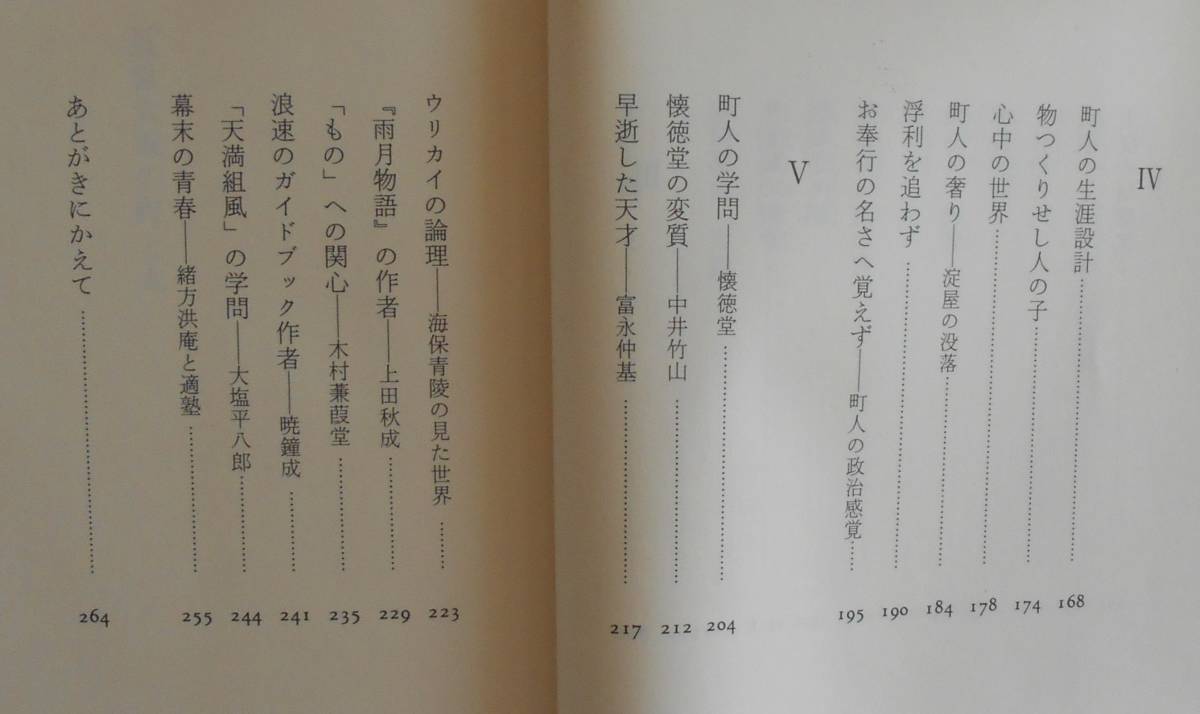 Ⅳ
町人の生涯設計……168
物つくりせし人の子……174
心中の世界……178
町人の奢り――淀屋の没落……184
浮利を追わず……190
お奉行の名さへ覚えず――町人の政治感覚……195
Ⅴ
町人の学問――懐徳堂……204
懐徳堂の変質――中井竹山……212
早逝した天才――富永仲基……217
ウリカイの論理――海保青陵の見た世界……223
『雨月物語』の作者――上田秋成……229
「もの」への関心――木村蒹葭堂……235
浪速のガイドブック作者――暁鐘成……241
「天満組風」の学問――大塩平八郎……244
幕末の青春――緒方洪庵と適塾……255
あとがきにかえて……264